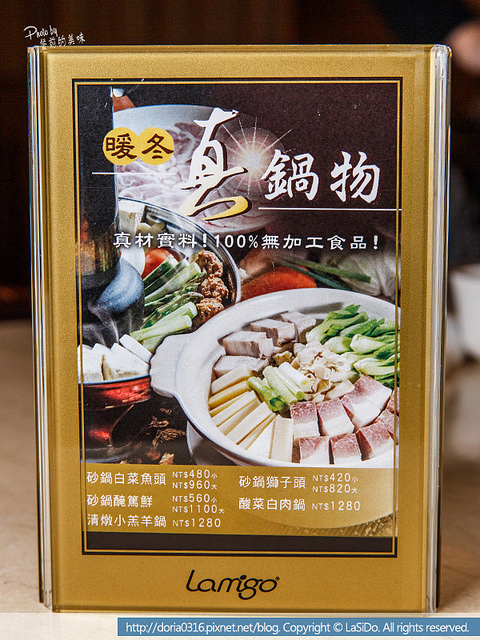 Photo by
柴爸的美味
暖冬
真鍋物
真材實料!100%無加工食品!
砂鍋白菜魚頭 NT$480小
NT$960大
砂鍋醃篤鮮 NT$560小
NT$1100大
清燉小羔羊鍋 NT$1280
砂鍋獅子頭 NT$420小
NT$820大
酸菜白肉鍋 NT$1280
Lamigo
http://doria0316.pixnet.net/blog. Copyright © LaSiDo. All rights reserved.